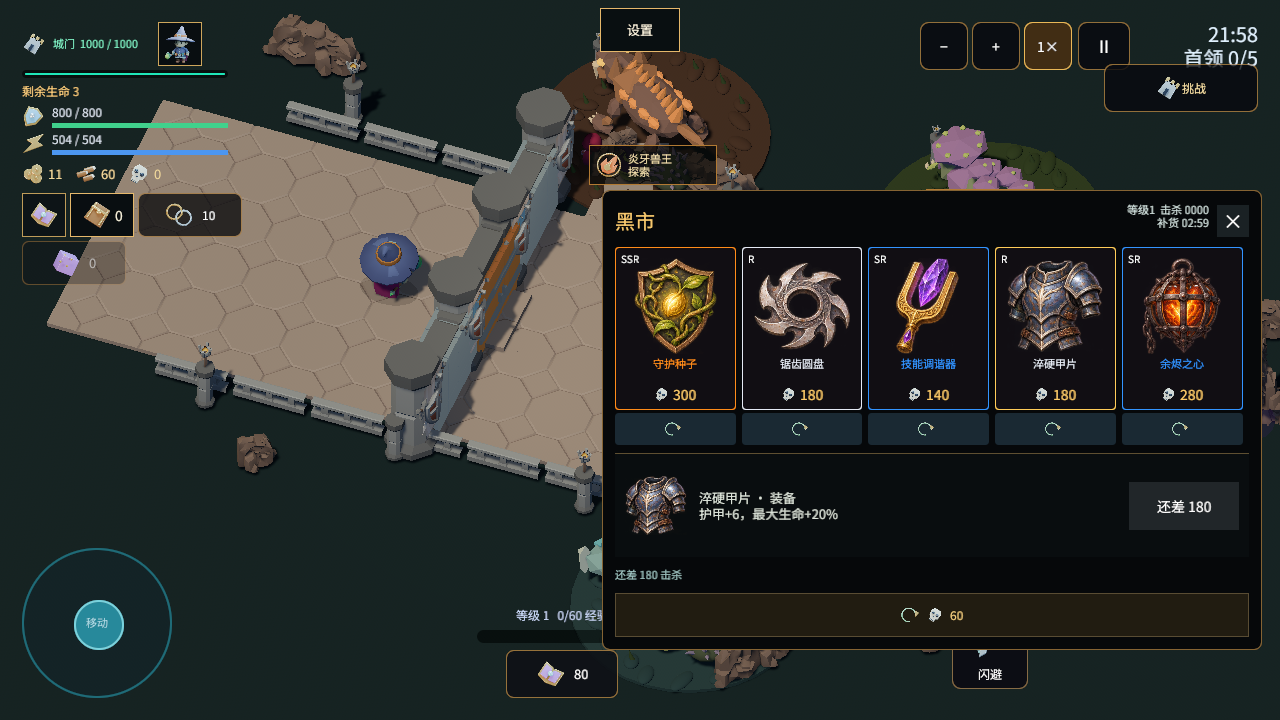 设置
城门 1000 / 1000
剩余生命 3
800 / 800
504 / 504
11
60
0
0
10
0
- + 1× II
21:58
首领 0/5
挑战
炎牙兽王
探索
黑市
等级1 击杀 0000
补货 02:59
SSR
守护种子
300
R
锯齿圆盘
180
SR
技能调谐器
140
R
淬硬甲片
180
SR
余烬之心
280
淬硬甲片 · 装备
护甲+6，最大生命+20%
还差 180
还差 180 击杀
60
移动
等级 1 0/60 经验
80
闪避